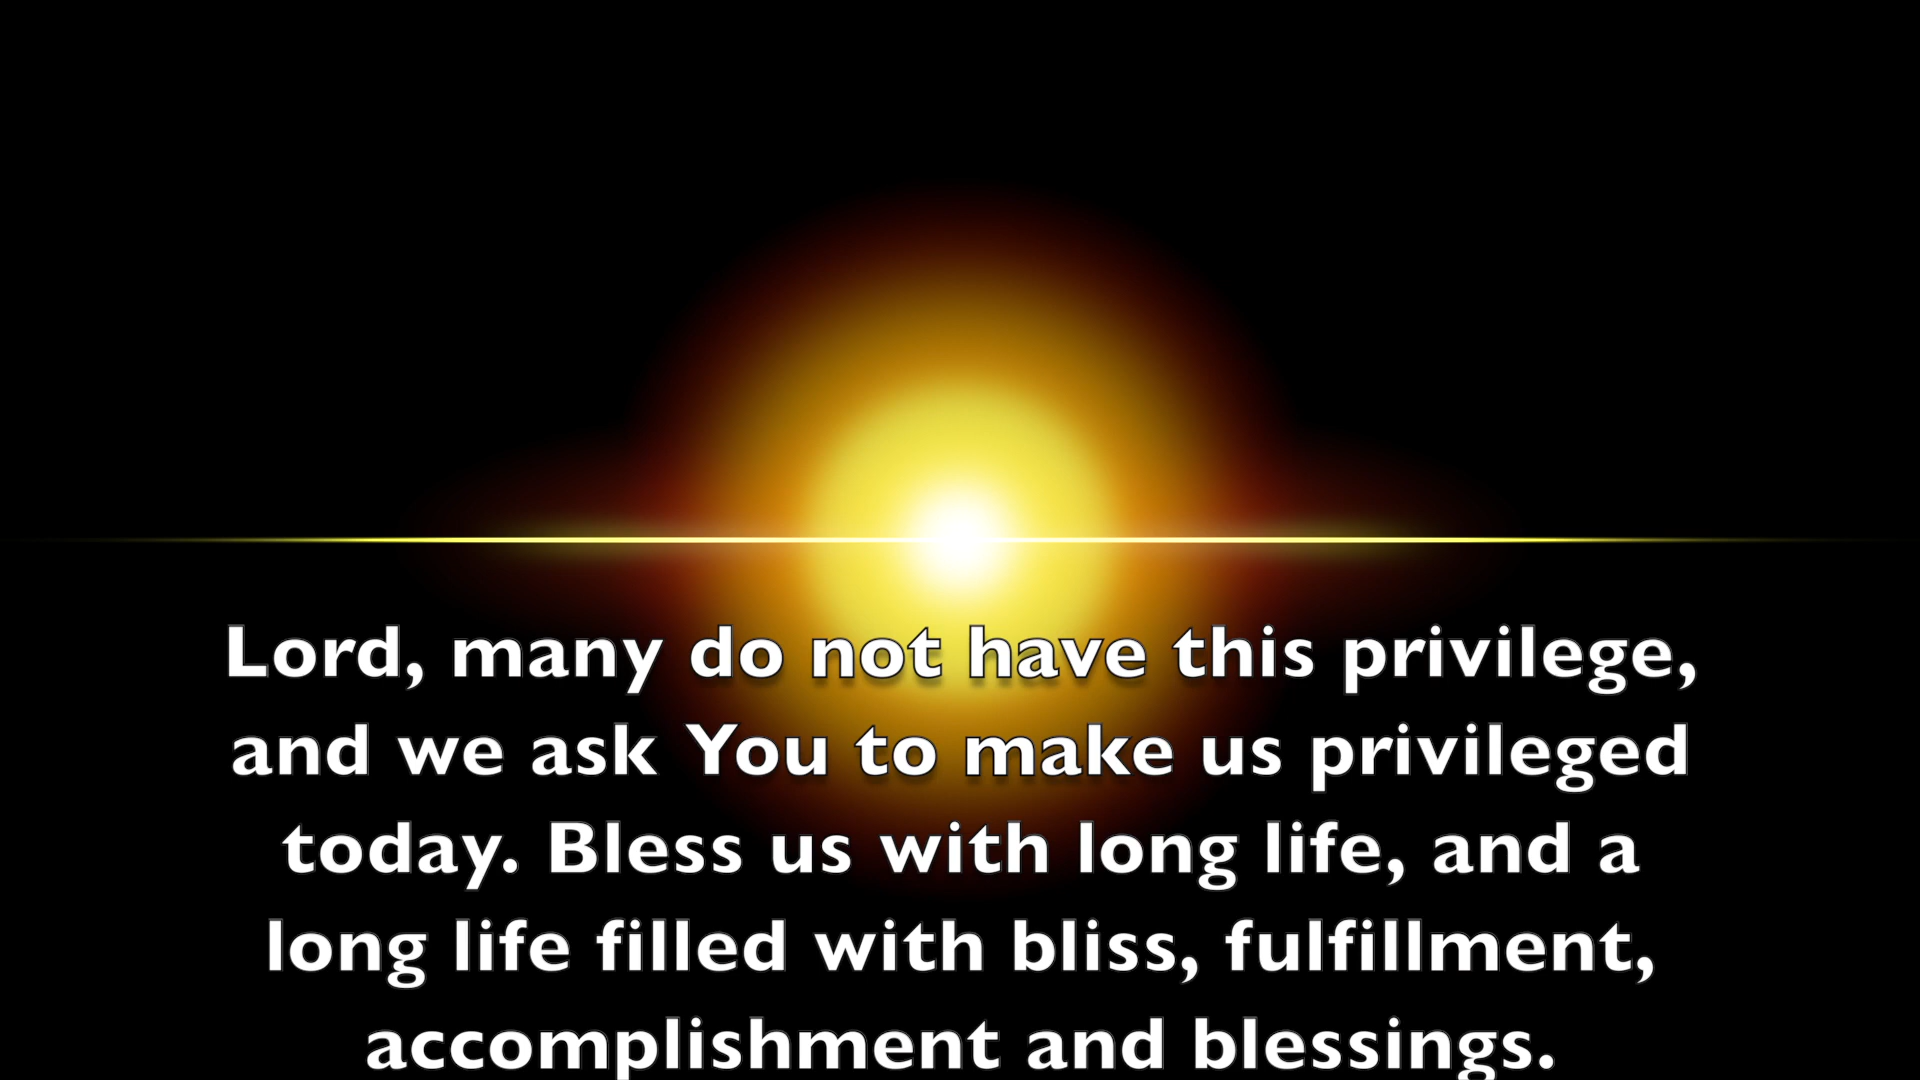 Lord, many do not have this privilege,
and we ask You to make us privileged
today. Bless us with long life, and a
long life filled with bliss, fulfillment,
accomplishment and blessings.